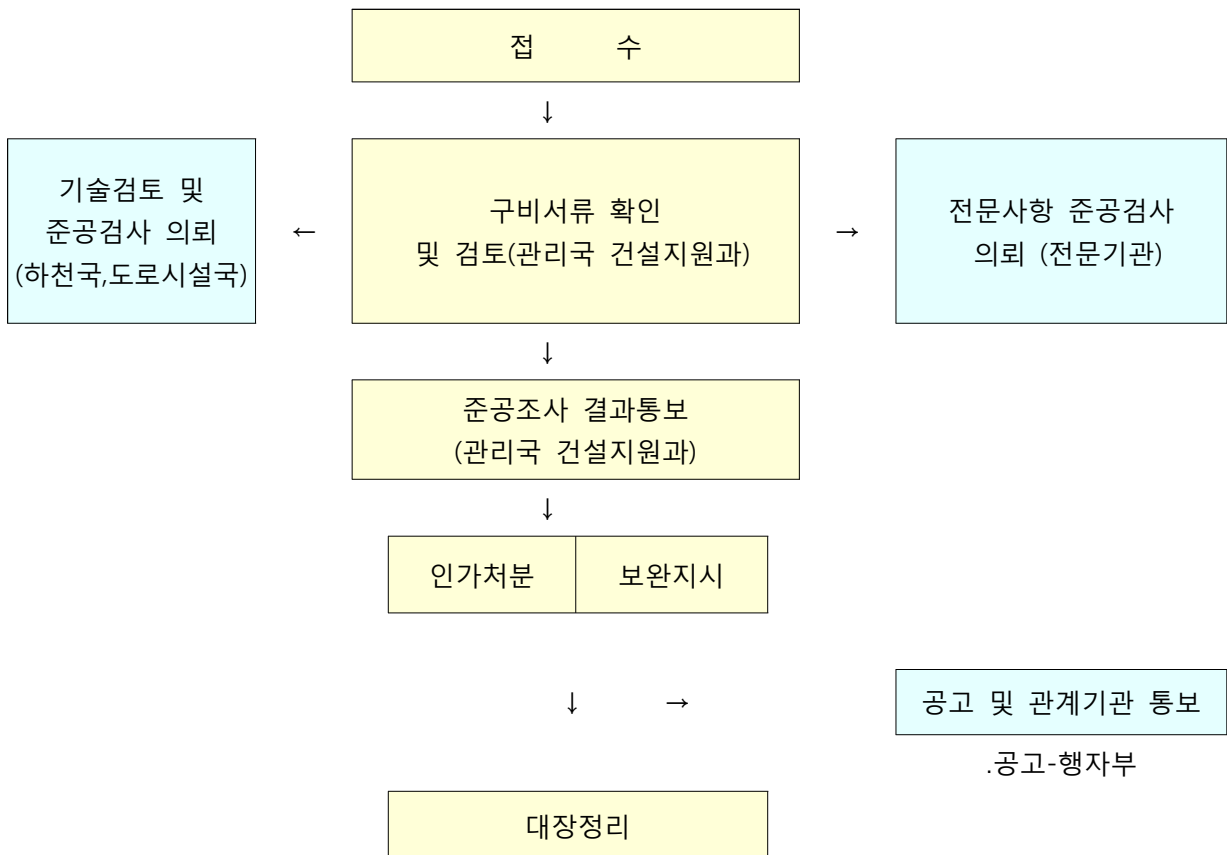 접 수
↓
기술검토 및
준공검사 의뢰
(하천국,도로시설국)
←
구비서류 확인
및 검토(관리국 건설지원과)
→
전문사항 준공검사
의뢰 (전문기관)
↓
준공조사 결과통보
(관리국 건설지원과)
↓
인가처분 보완지시
↓ →
공고 및 관계기관 통보
.공고-행자부
대장정리